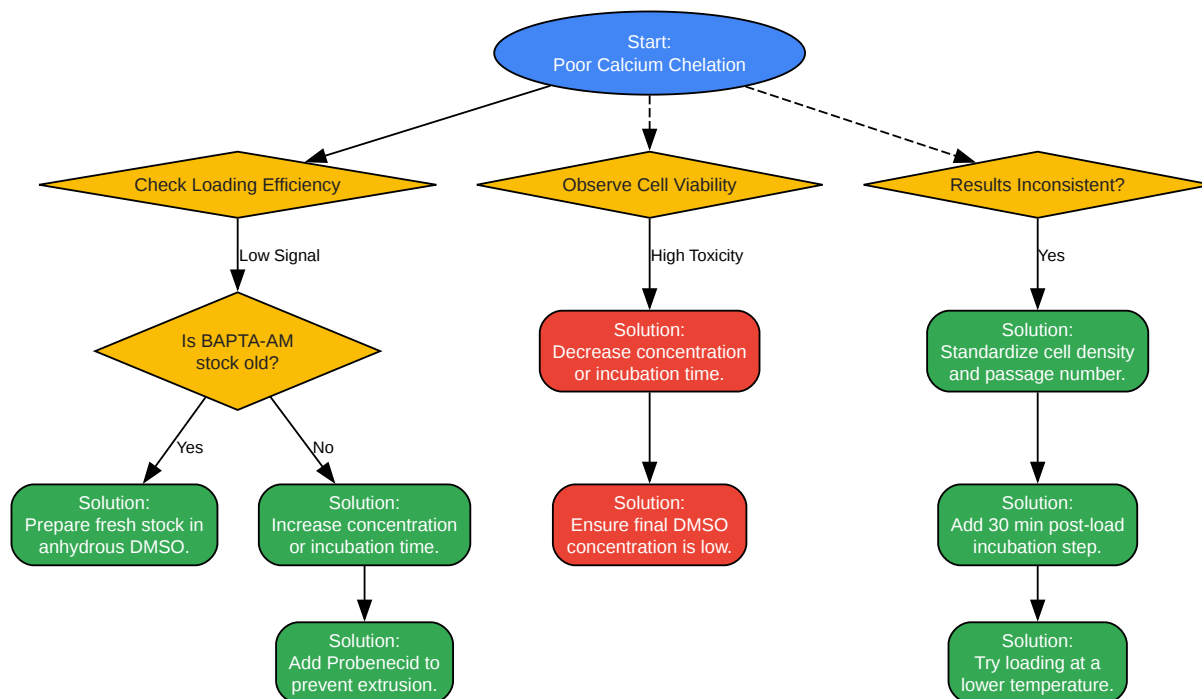 Start:
Poor Calcium Chelation
Check Loading Efficiency
Observe Cell Viability
Results Inconsistent?
Low Signal
High Toxicity
Yes
Is BAPTA-AM
stock old?
Solution:
Decrease concentration
or incubation time.
Solution:
Standardize cell density
and passage number.
Yes
No
Solution:
Prepare fresh stock in
anhydrous DMSO.
Solution:
Increase concentration
or incubation time.
Solution:
Ensure final DMSO
concentration is low.
Solution:
Add 30 min post-load
incubation step.
Solution:
Add Probenecid to
prevent extrusion.
Solution:
Try loading at a
lower temperature.